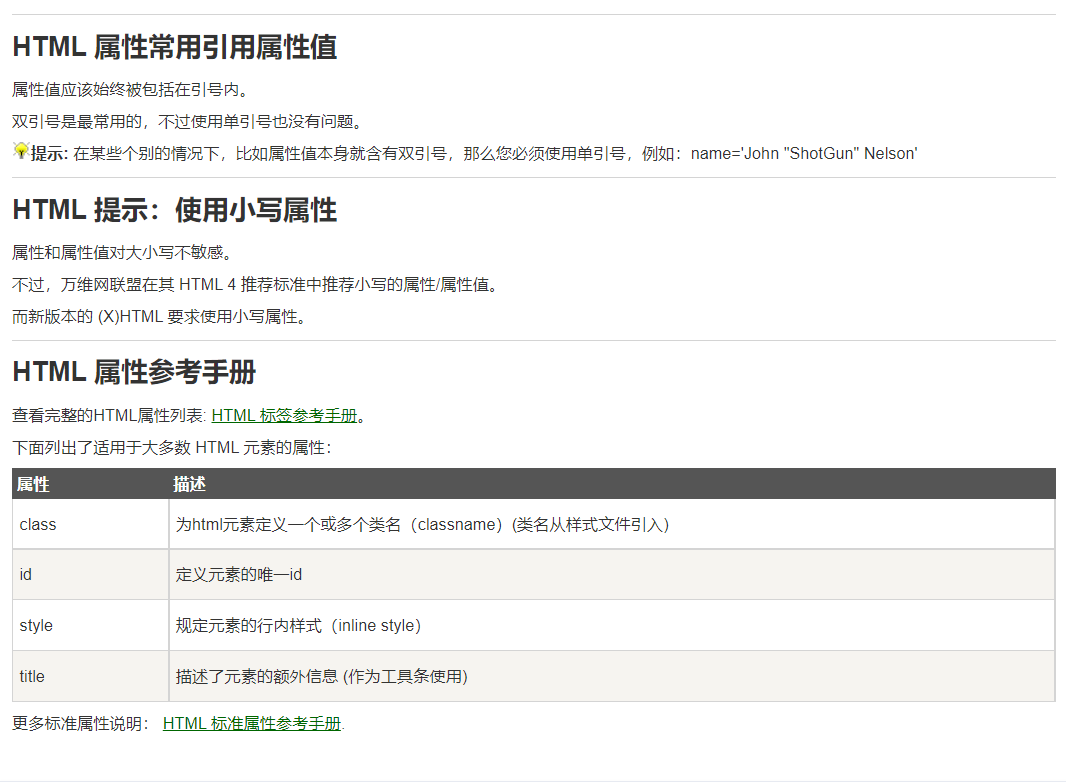 HTML 属性常用引用属性值
属性值应该始终被包括在引号内。
双引号是最常用的，不过使用单引号也没有问题。
提示: 在某些个别的情况下，比如属性值本身就含有双引号，那么您必须使用单引号，例如：name='John "ShotGun" Nelson'
HTML 提示：使用小写属性
属性和属性值对大小写不敏感。
不过，万维网联盟在其 HTML 4 推荐标准中推荐小写的属性/属性值。
而新版本的 (X)HTML 要求使用小写属性。
HTML 属性参考手册
查看完整的HTML属性列表: HTML 标签参考手册。
下面列出了适用于大多数 HTML 元素的属性：
属性 描述
class 为html元素定义一个或多个类名（classname）(类名从样式文件引入)
id 定义元素的唯一id
style 规定元素的行内样式（inline style）
title 描述了元素的额外信息 (作为工具条使用)
更多标准属性说明： HTML 标准属性参考手册.